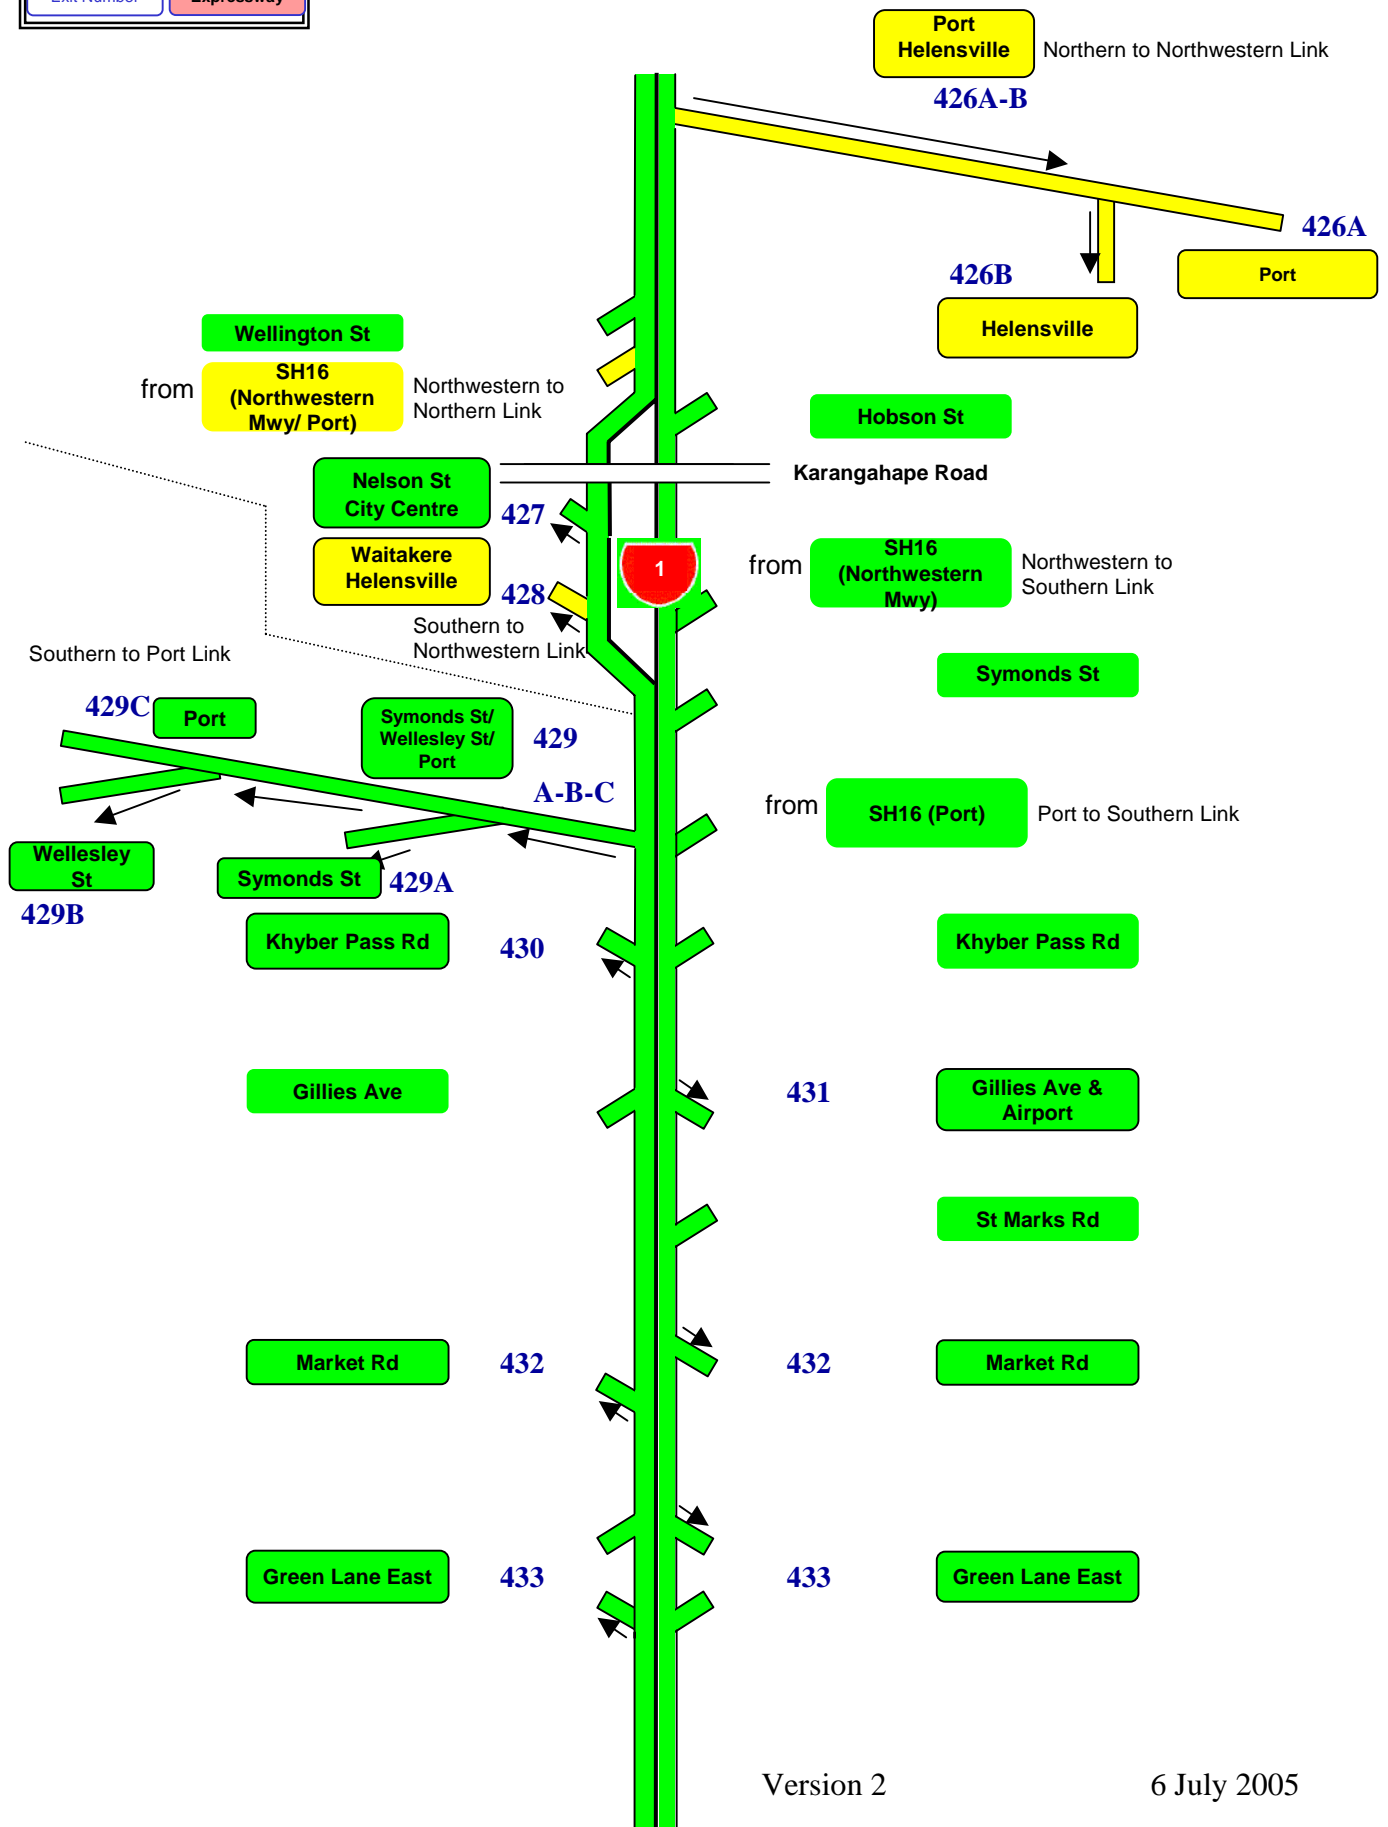 Exit Number
Expressway
Port
Helensville
Northern to Northwestern Link
426A-B
426A
Port
426B
Helensville
Wellington St
from
SH16
(Northwestern
Mwy/ Port)
Northwestern to
Northern Link
Hobson St
Karangahape Road
Nelson St
City Centre
427
Waitakere
Helensville
428
Southern to
Northwestern Link
1
from
SH16
(Northwestern
Mwy)
Northwestern to
Southern Link
Southern to Port Link
Symonds St
429C
Port
Symonds St/
Wellesley St/
Port
429
A-B-C
from
SH16 (Port)
Port to Southern Link
Wellesley
St
429B
Symonds St
429A
Khyber Pass Rd
430
Khyber Pass Rd
Gillies Ave
431
Gillies Ave &
Airport
St Marks Rd
Market Rd
432
432
Market Rd
Green Lane East
433
433
Green Lane East
Version 2
6 July 2005